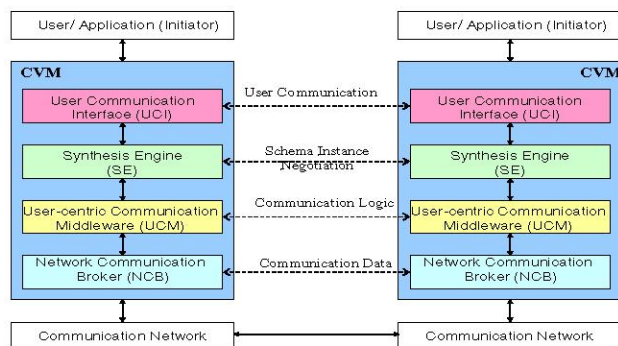 User/ Application (Initiator)
User/ Application (Initiator)
CVM
CVM
User Communication
Interface (UCI)
User Communication
User Communication
Interface (UCI)
Synthesis Engine
(SE)
Schema Instance
Negotiation
Synthesis Engine
(SE)
User-centric Communication
Middleware (UCM)
Communication Logic
User-centric Communication
Middleware (UCM)
Network Communication
Broker (NCB)
Communication Data
Network Communication
Broker (NCB)
Communication Network
Communication Network